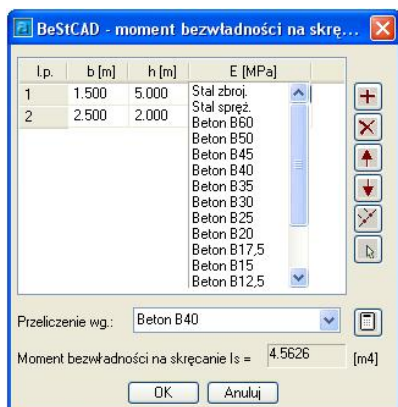 BeStCAD - moment bezwładności na skrę...
l.p. b [m] h [m] E [MPa]
1 1.500 5.000
2 2.500 2.000
Stal zbroj.
Stal spręż.
Beton B60
Beton B50
Beton B45
Beton B40
Beton B35
Beton B30
Beton B25
Beton B20
Beton B17,5
Beton B15
Beton B12,5
Przeliczenie wg.: Beton B40
Moment bezwładności na skręcanie Is = 4.5626 [m4]
OK Anuluj